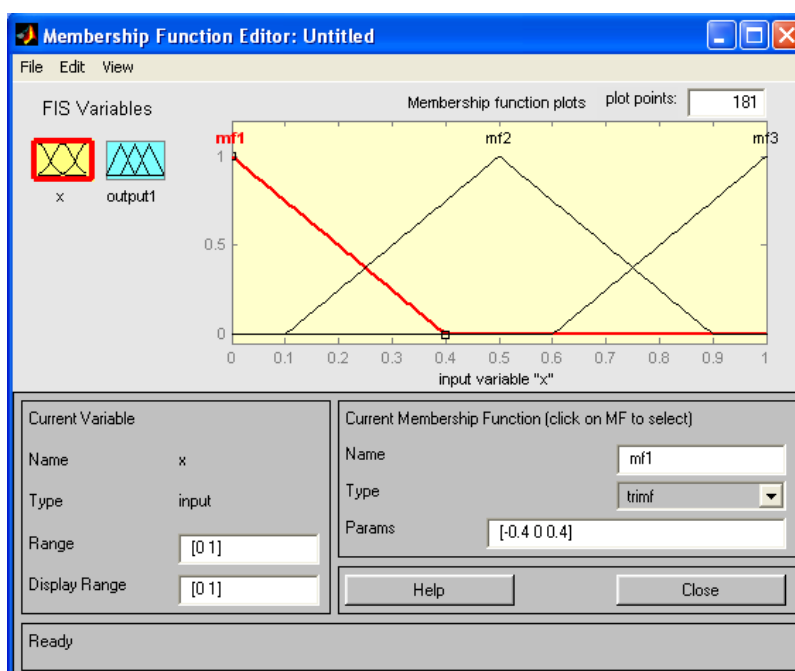 Membership Function Editor: Untitled
File Edit View
FIS Variables
Membership function plots plot points: 181
mf1 mf2 mf3
1
0.5
0
0 0.1 0.2 0.3 0.4 0.5 0.6 0.7 0.8 0.9 1
input variable "x"
x output1
Current Variable
Name x
Type input
Range [0 1]
Display Range [0 1]
Current Membership Function (click on MF to select)
Name mf1
Type trimf
Params [-0.4 0 0.4]
Help Close
Ready